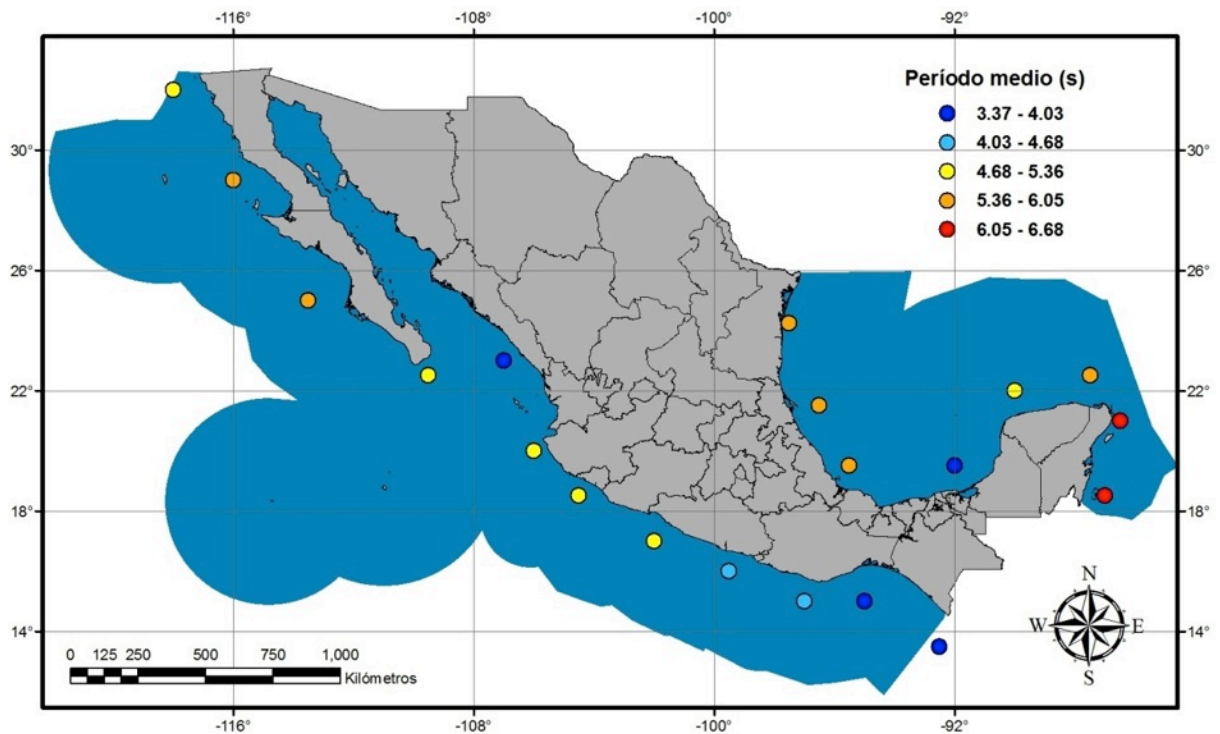 -116° -108° -100° -92°
Período medio (s)
3.37 - 4.03
30° 4.03 - 4.68 30°
4.68 - 5.36
5.36 - 6.05
6.05 - 6.68
26° 26°
22° 22°
18° 18°
N
14° W E 14°
0 125 250 500 750 1,000
Kilómetros
S
-116° -108° -100° -92°